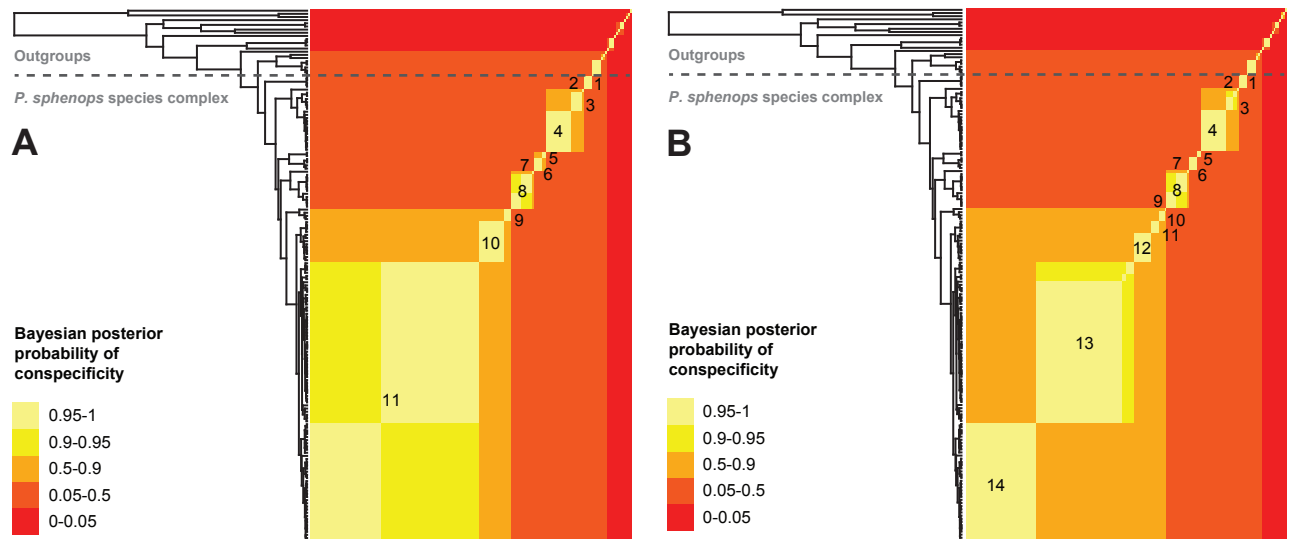 Outgroups
P. sphenops species complex
A
1
2
3
4
5
6
7
8
9
10
11
Bayesian posterior
probability of
conspecificity
0.95-1
0.9-0.95
0.5-0.9
0.05-0.5
0-0.05
Outgroups
P. sphenops species complex
B
1
2
3
4
5
6
7
8
9
10
11
12
13
14
Bayesian posterior
probability of
conspecificity
0.95-1
0.9-0.95
0.5-0.9
0.05-0.5
0-0.05